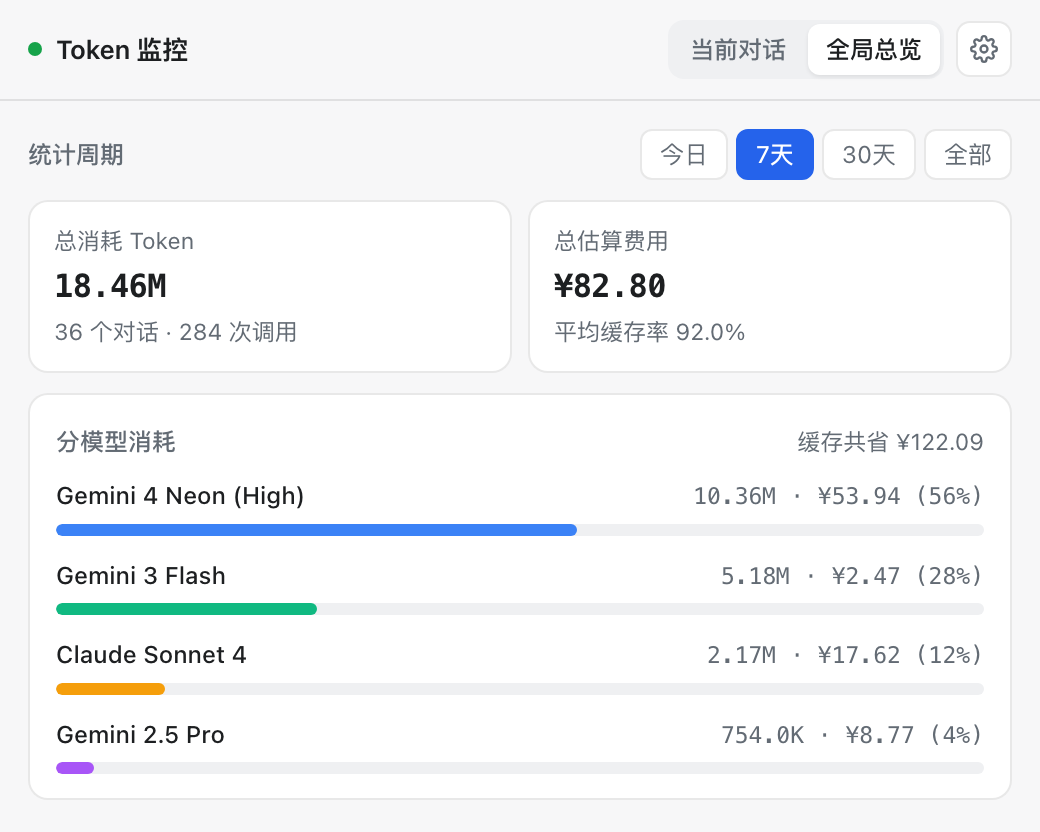 Token 监控
当前对话 全局总览
统计周期
今日 7天 30天 全部
总消耗 Token
18.46M
36 个对话 · 284 次调用
总估算费用
¥82.80
平均缓存率 92.0%
分模型消耗 缓存共省 ¥122.09
Gemini 4 Neon (High) 10.36M · ¥53.94 (56%)
Gemini 3 Flash 5.18M · ¥2.47 (28%)
Claude Sonnet 4 2.17M · ¥17.62 (12%)
Gemini 2.5 Pro 754.0K · ¥8.77 (4%)